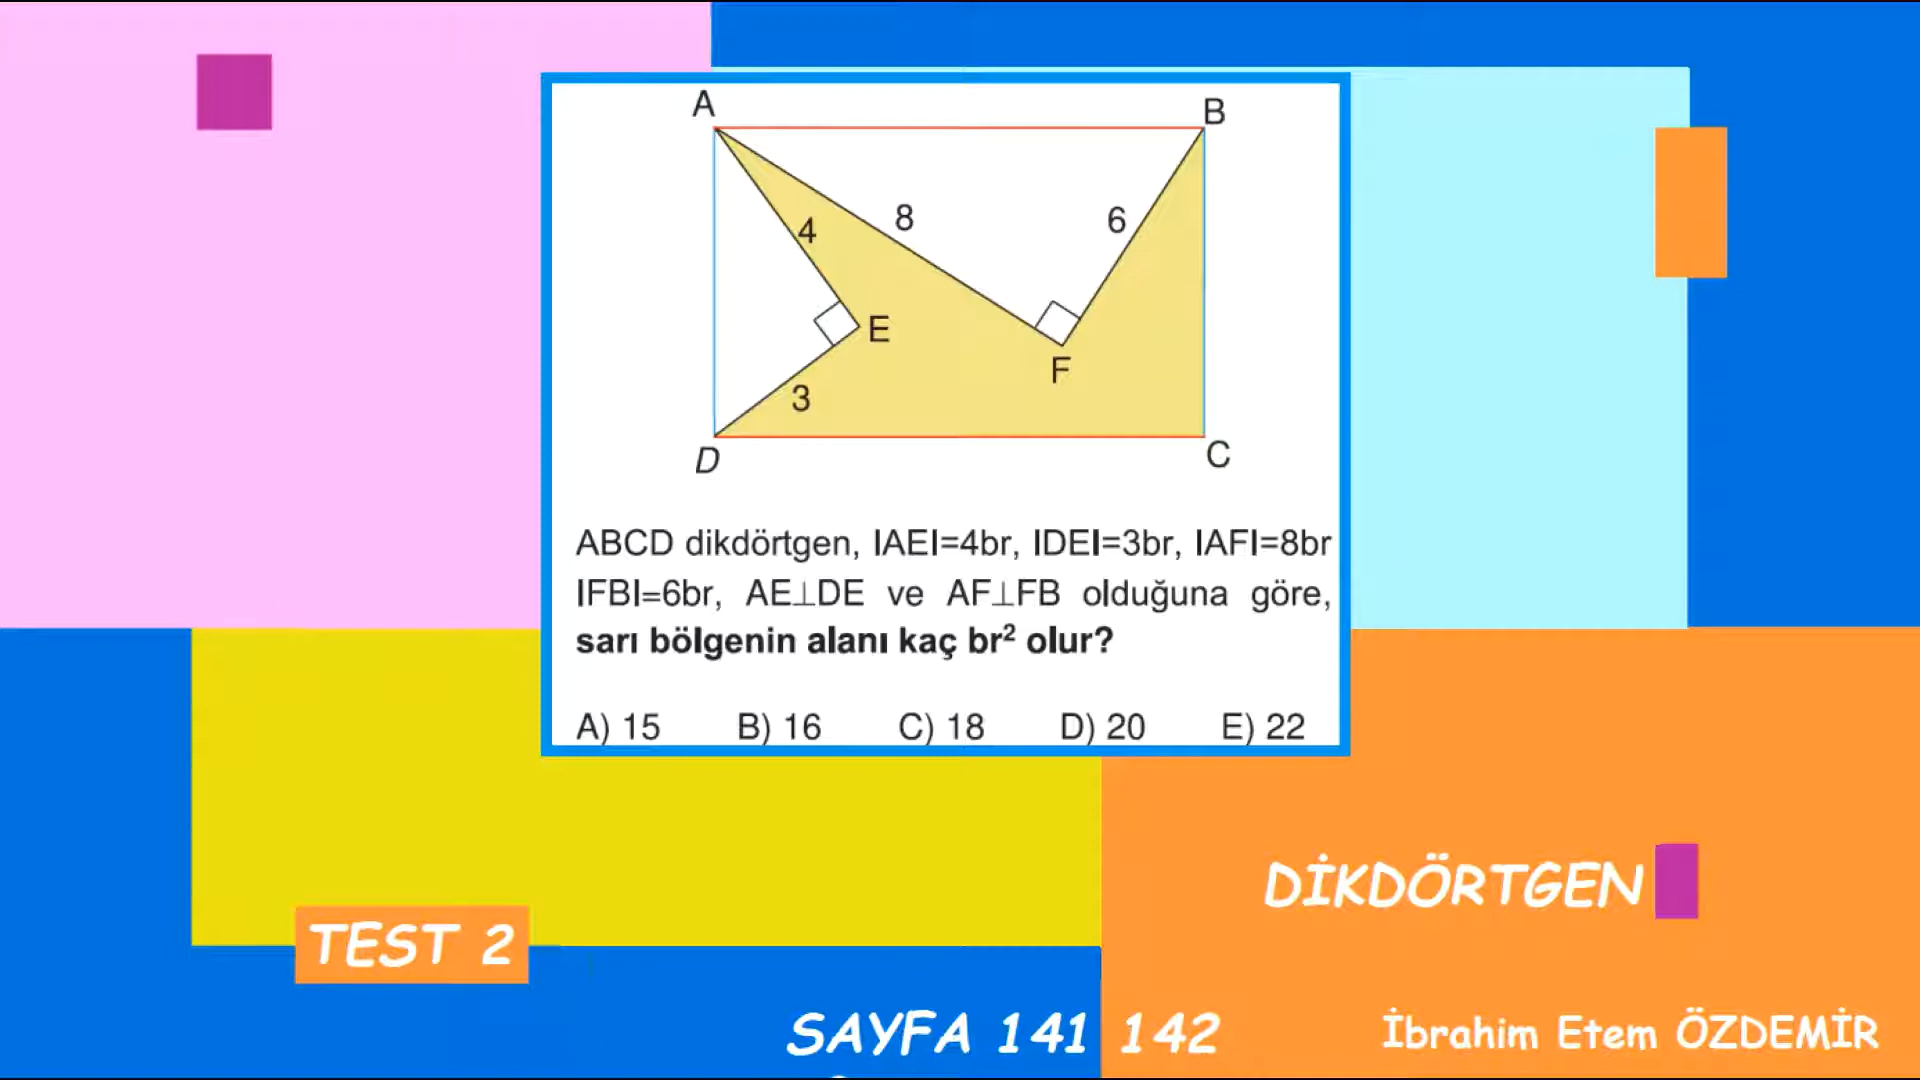 A
B
4
8
6
E
F
3
D
C
ABCD dikdörtgen, IAEI=4br, IDEI=3br, IAFI=8br
IFBI=6br, AE⊥DE ve AF⊥FB olduğuna göre,
sarı bölgenin alanı kaç br² olur?
A) 15 B) 16 C) 18 D) 20 E) 22
DİKDÖRTGEN
TEST 2
SAYFA 141 142
İbrahim Etem ÖZDEMİR